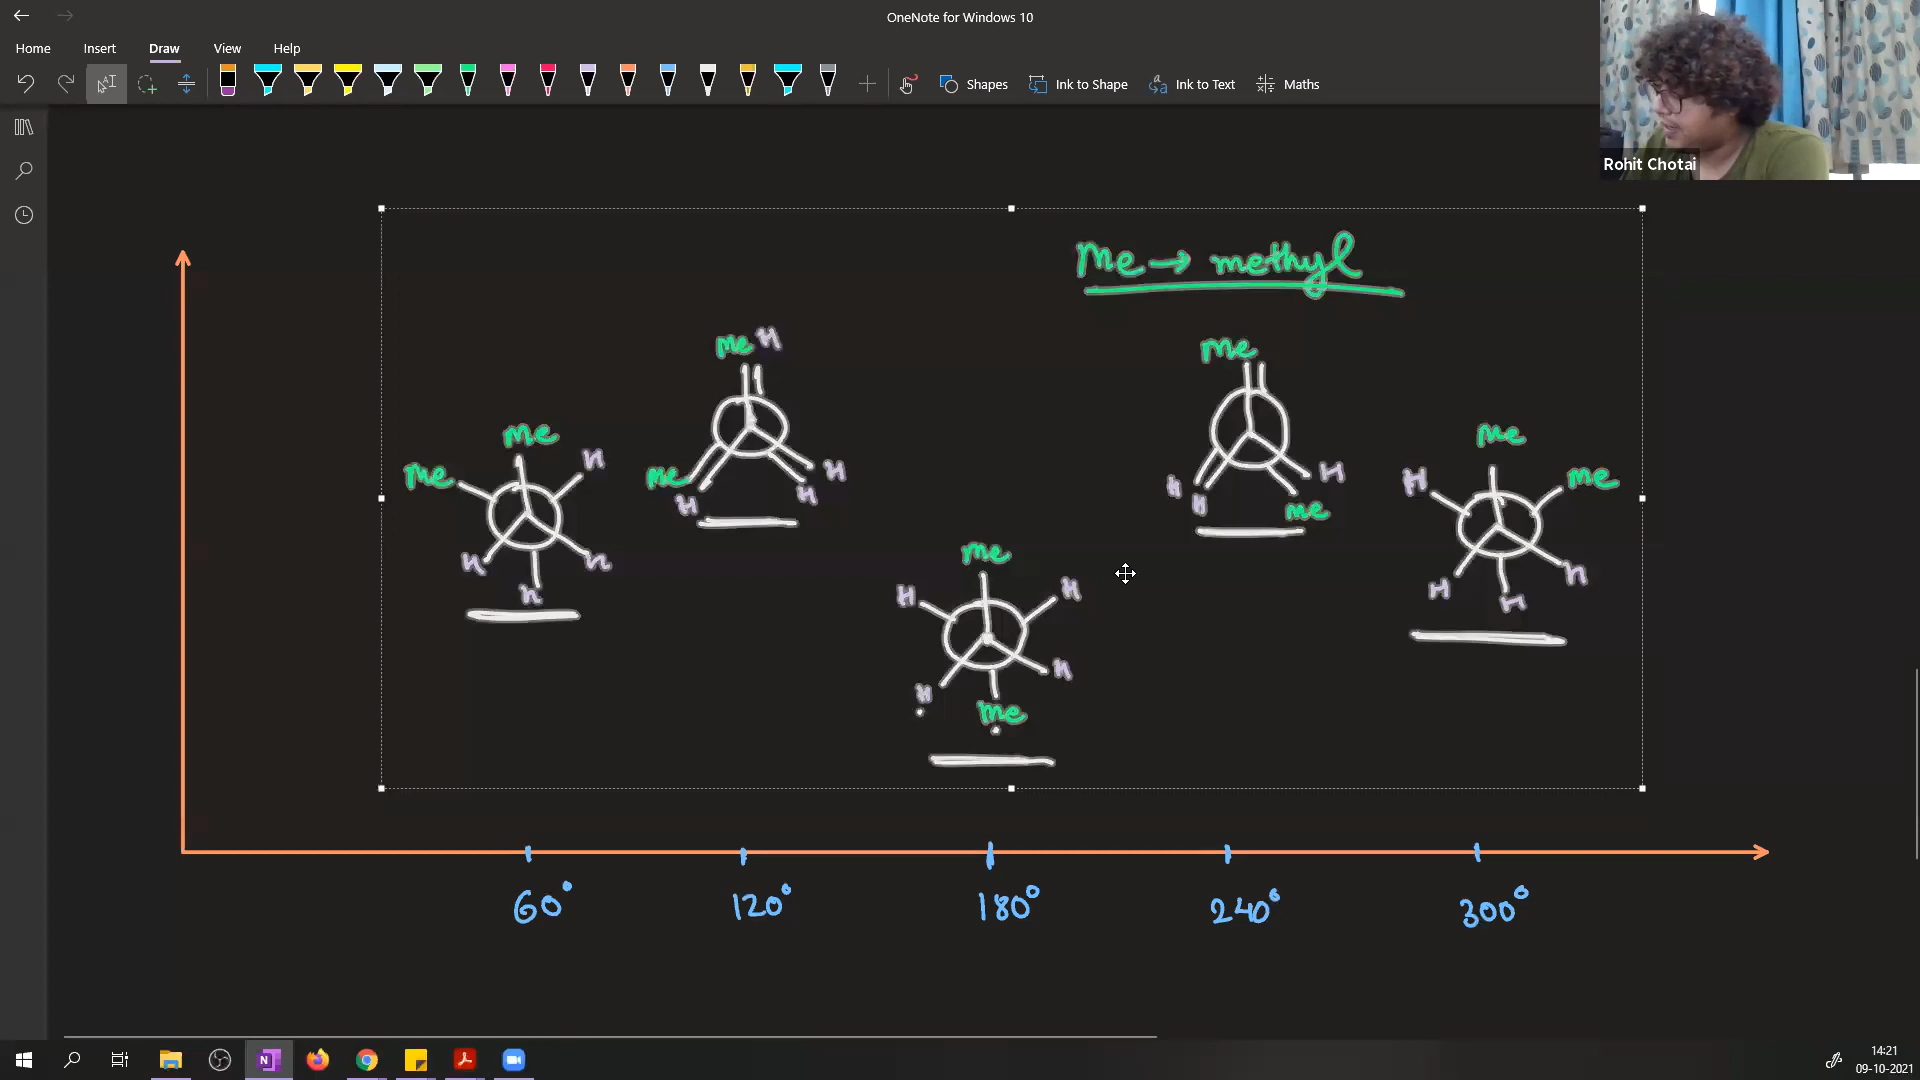 OneNote for Windows 10
Home Insert Draw View Help
Shapes Ink to Shape Ink to Text Maths
Rohit Chotai
Me → methyl
Me H
Me
H
H
H
Me
H
H
Me
H
Me
Me
Me
H
H
H
H
Me
H
H
H
Me
Me
H
H
H
H
Me
H
H
H
H
Me
60° 120° 180° 240° 300°
14:21
09-10-2021